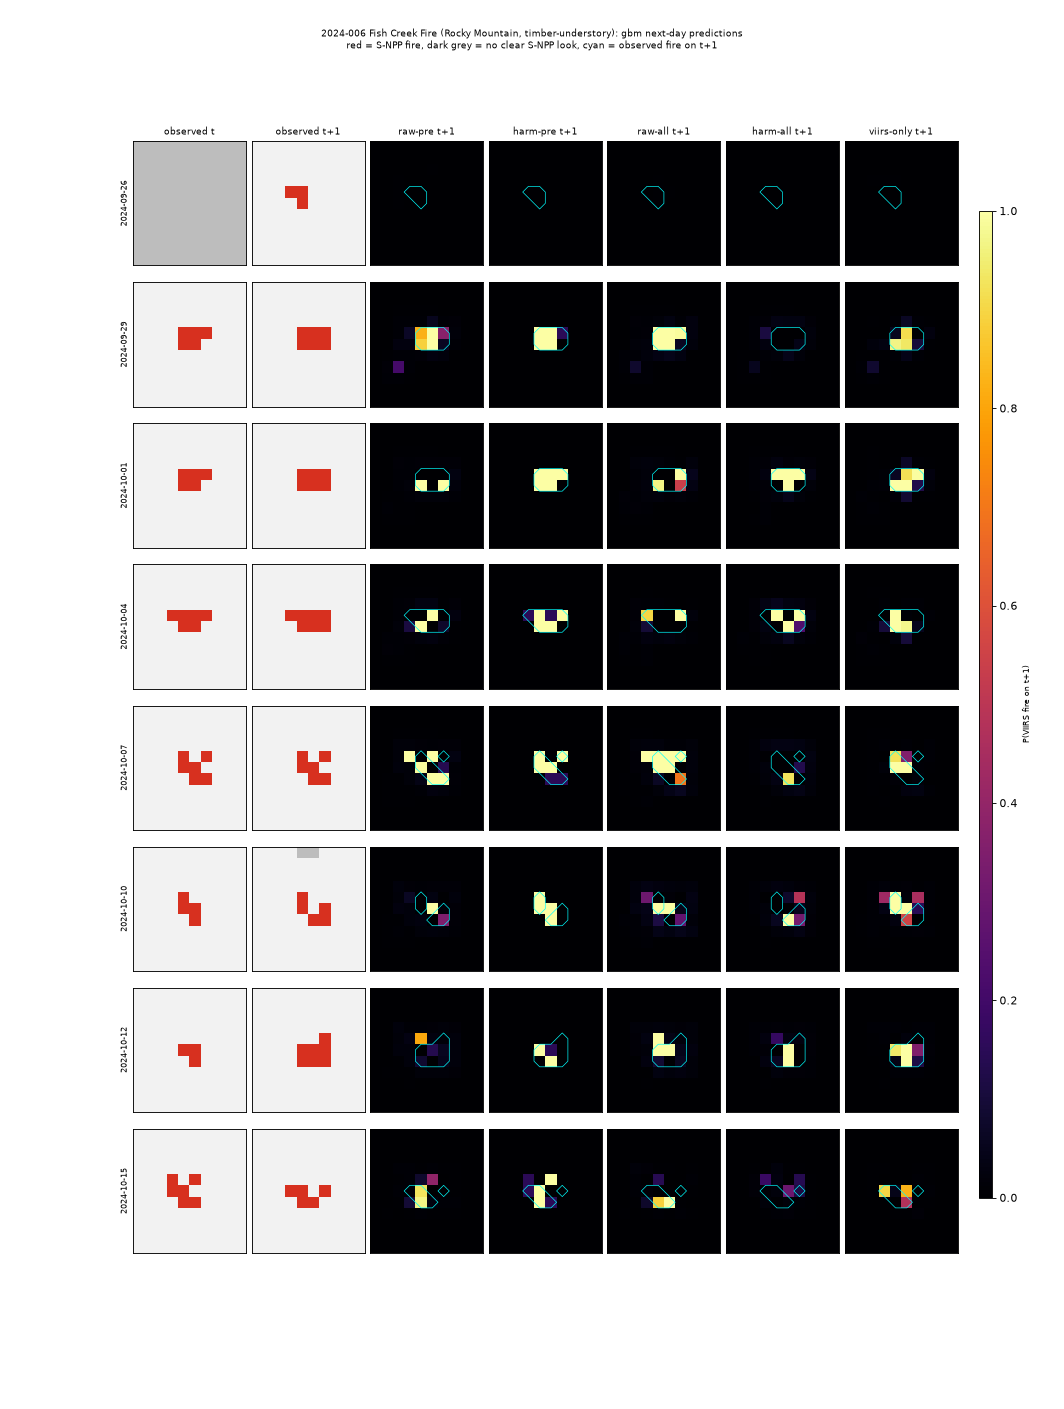 2024-006 Fish Creek Fire (Rocky Mountain, timber-understory): gbm next-day predictions
red = S-NPP fire, dark grey = no clear S-NPP look, cyan = observed fire on t+1
observed t
observed t+1
raw-pre t+1
harm-pre t+1
raw-all t+1
harm-all t+1
viirs-only t+1
2024-09-26
2024-09-29
2024-10-01
2024-10-04
2024-10-07
2024-10-10
2024-10-12
2024-10-15
1.0
0.8
0.6
0.4
0.2
0.0
P(VIIRS fire on t+1)